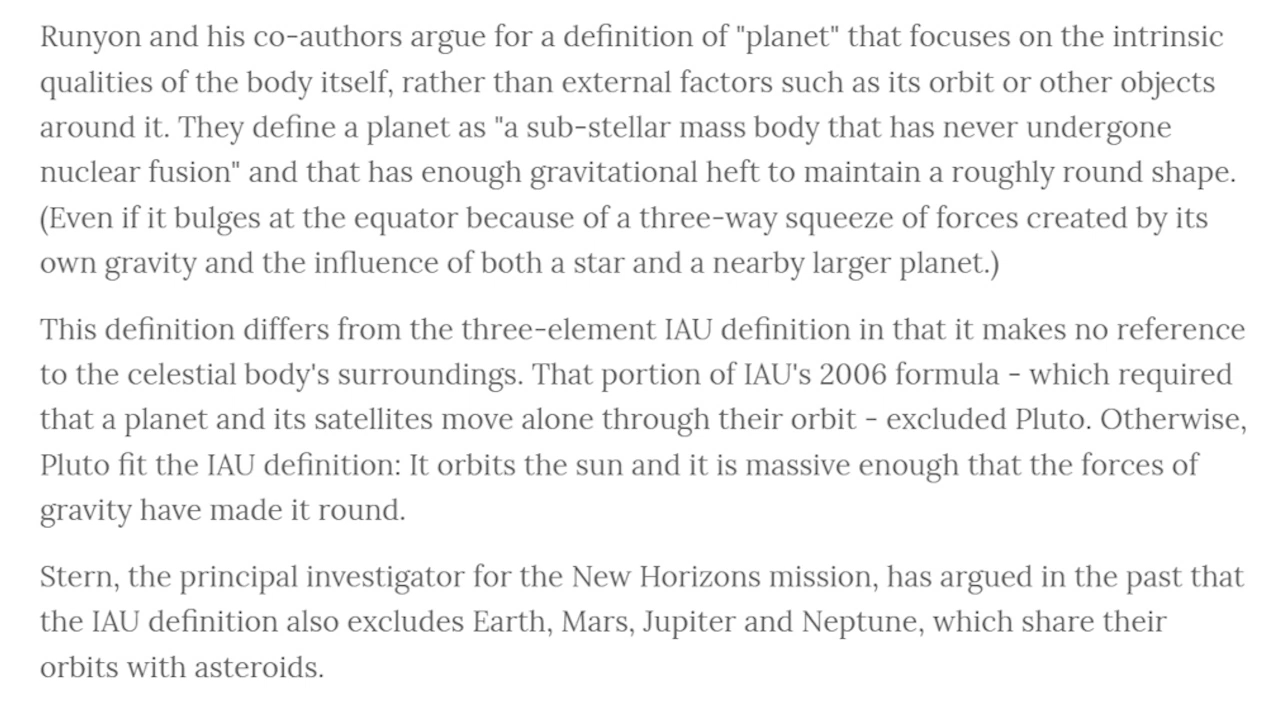 Runyon and his co-authors argue for a definition of "planet" that focuses on the intrinsic
qualities of the body itself, rather than external factors such as its orbit or other objects
around it. They define a planet as "a sub-stellar mass body that has never undergone
nuclear fusion" and that has enough gravitational heft to maintain a roughly round shape.
(Even if it bulges at the equator because of a three-way squeeze of forces created by its
own gravity and the influence of both a star and a nearby larger planet.)
This definition differs from the three-element IAU definition in that it makes no reference
to the celestial body's surroundings. That portion of IAU's 2006 formula - which required
that a planet and its satellites move alone through their orbit - excluded Pluto. Otherwise,
Pluto fit the IAU definition: It orbits the sun and it is massive enough that the forces of
gravity have made it round.
Stern, the principal investigator for the New Horizons mission, has argued in the past that
the IAU definition also excludes Earth, Mars, Jupiter and Neptune, which share their
orbits with asteroids.